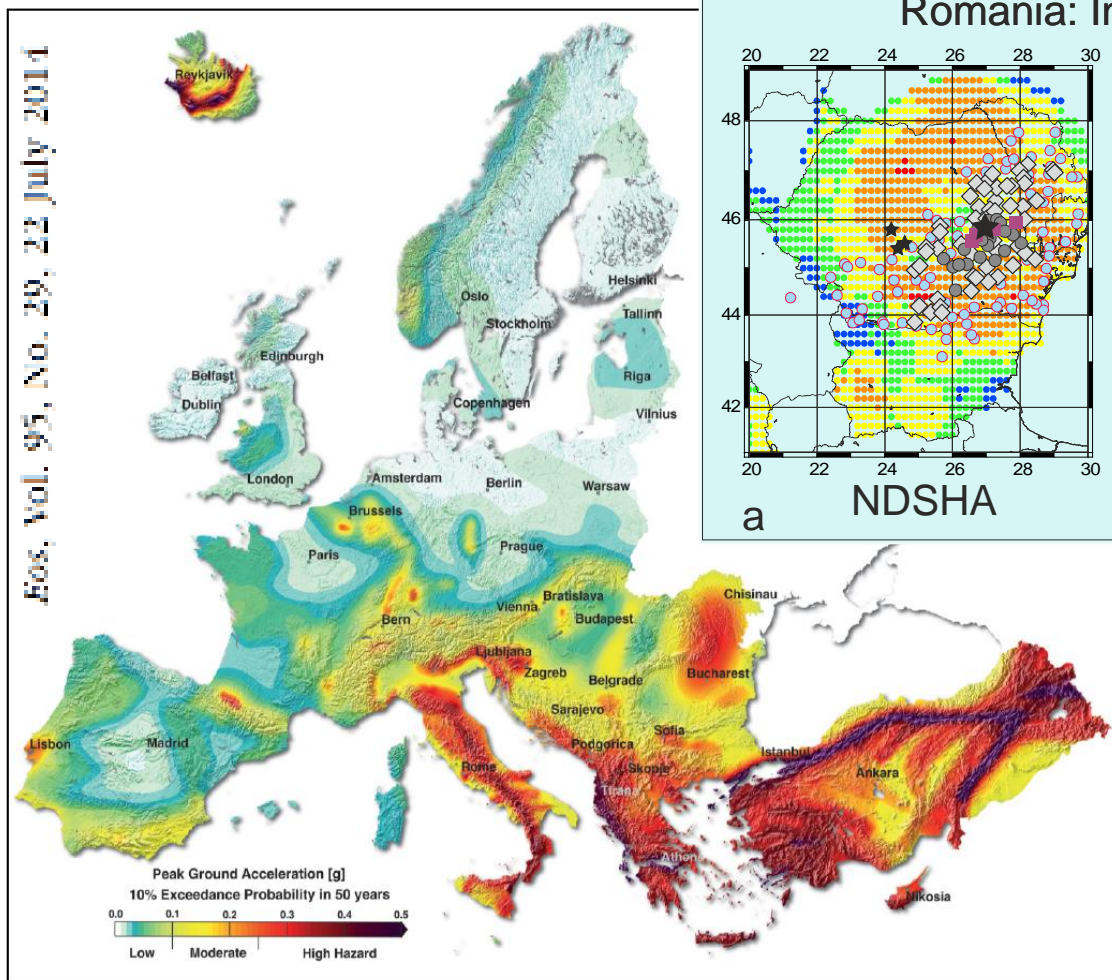 Eos, Vol. 95, No. 29, 22 July 2014
Romania: In
20 22 24 26 28 30
48
46
44
42
20 22 24 26 28 30
a
NDSHA
Reykjavik
Oslo
Helsinki
Stockholm
Tallinn
Riga
Edinburgh
Belfast
Dublin
Copenhagen
Vilnius
London
Amsterdam
Berlin
Warsaw
Brussels
Paris
Prague
Vienna
Bratislava
Chisinau
Bern
Budapest
Ljubljana
Zagreb
Belgrade
Bucharest
Sarajevo
Sofia
Lisbon
Madrid
Podgorica
Istanbul
Rome
Skopje
Ankara
Tirana
Athens
Nikosia
Peak Ground Acceleration [g]
10% Exceedance Probability in 50 years
0.0 0.1 0.2 0.3 0.4 0.5
Low Moderate High Hazard